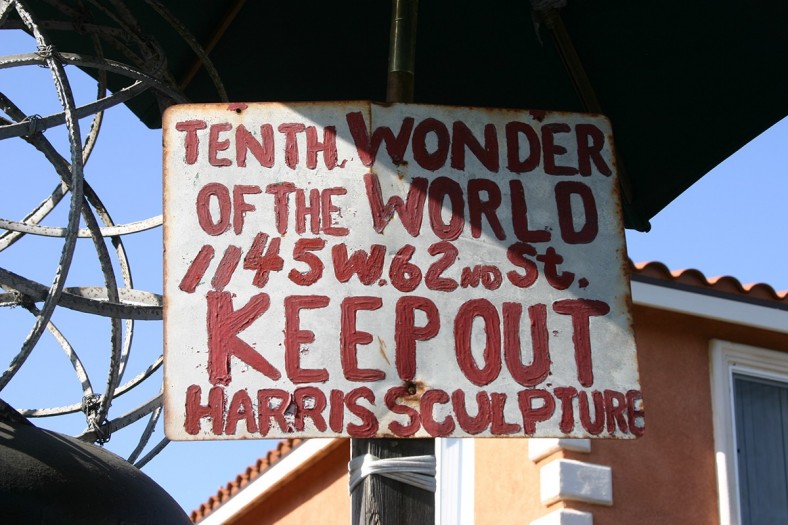 TENTH. WONDER
OF THE WORLD
1145 W. 62ND St.
KEEP OUT
HARRIS SCULPTURE